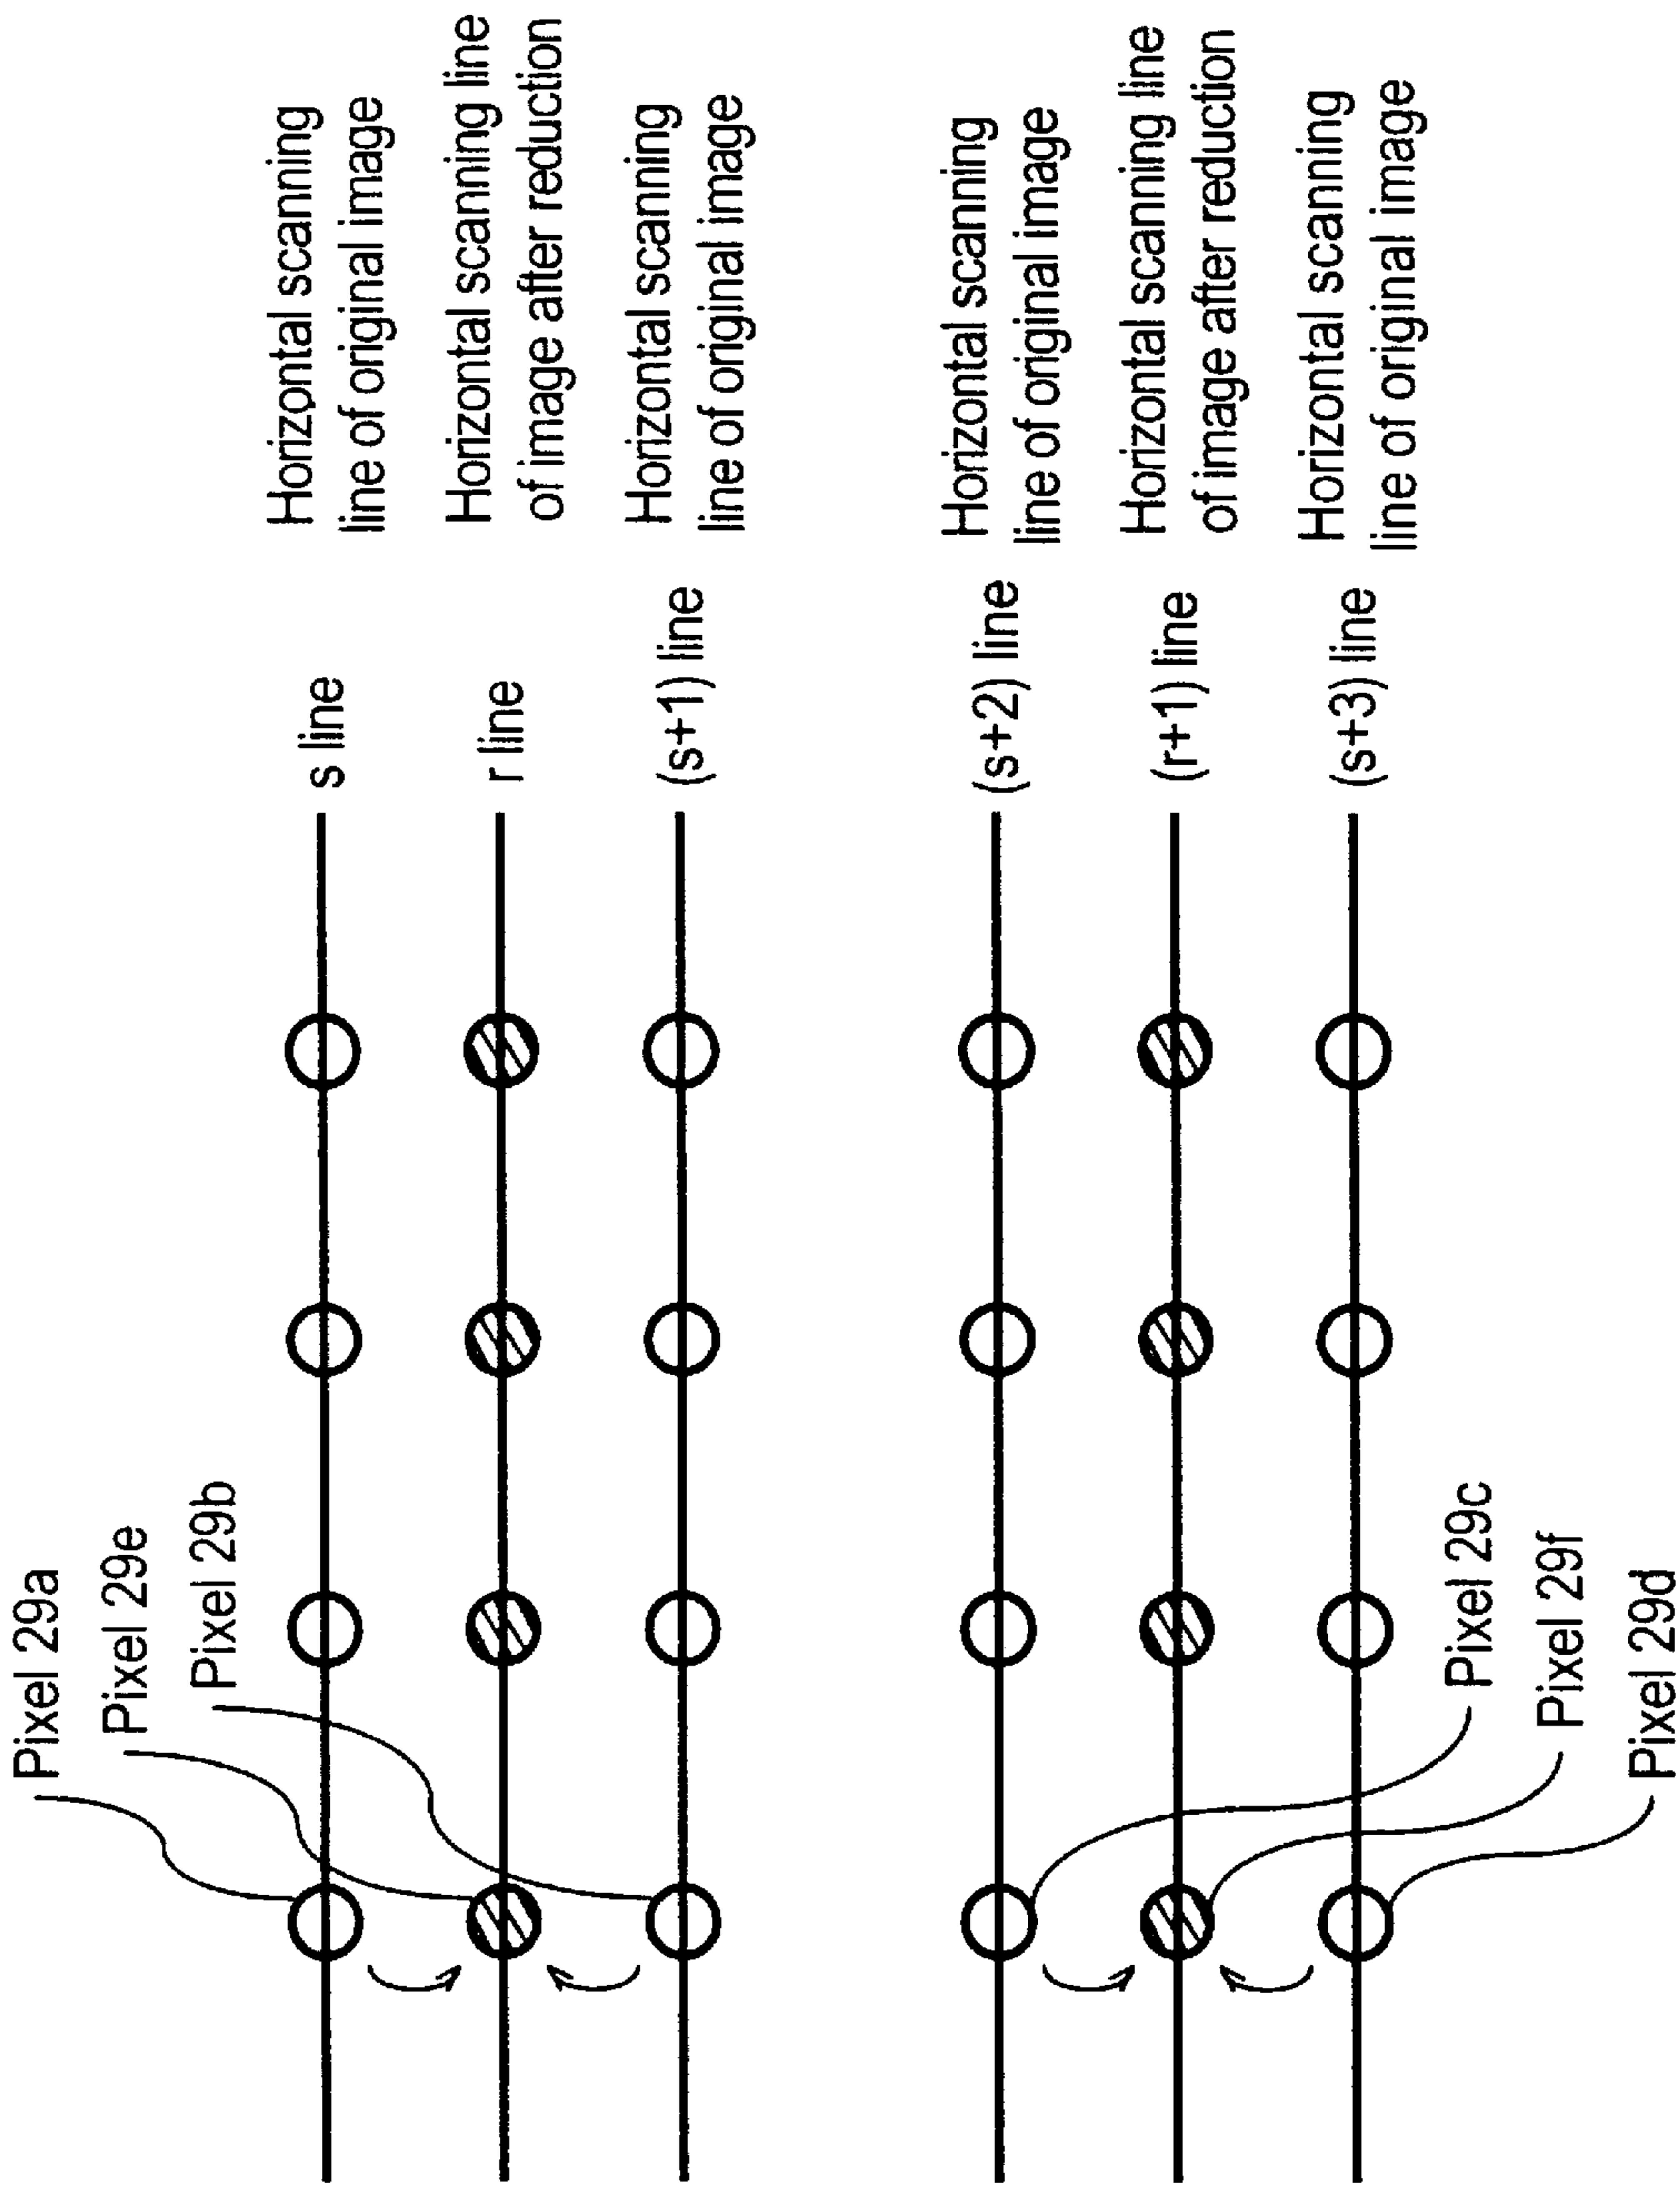 Pixel 29a
Pixel 29e
Pixel 29b
s line
Horizontal scanning
line of original image
r line
Horizontal scanning line
of image after reduction
(s+1) line
Horizontal scanning
line of original image
(s+2) line
Horizontal scanning
line of original image
(r+1) line
Horizontal scanning line
of image after reduction
(s+3) line
Horizontal scanning
line of original image
Pixel 29c
Pixel 29f
Pixel 29d